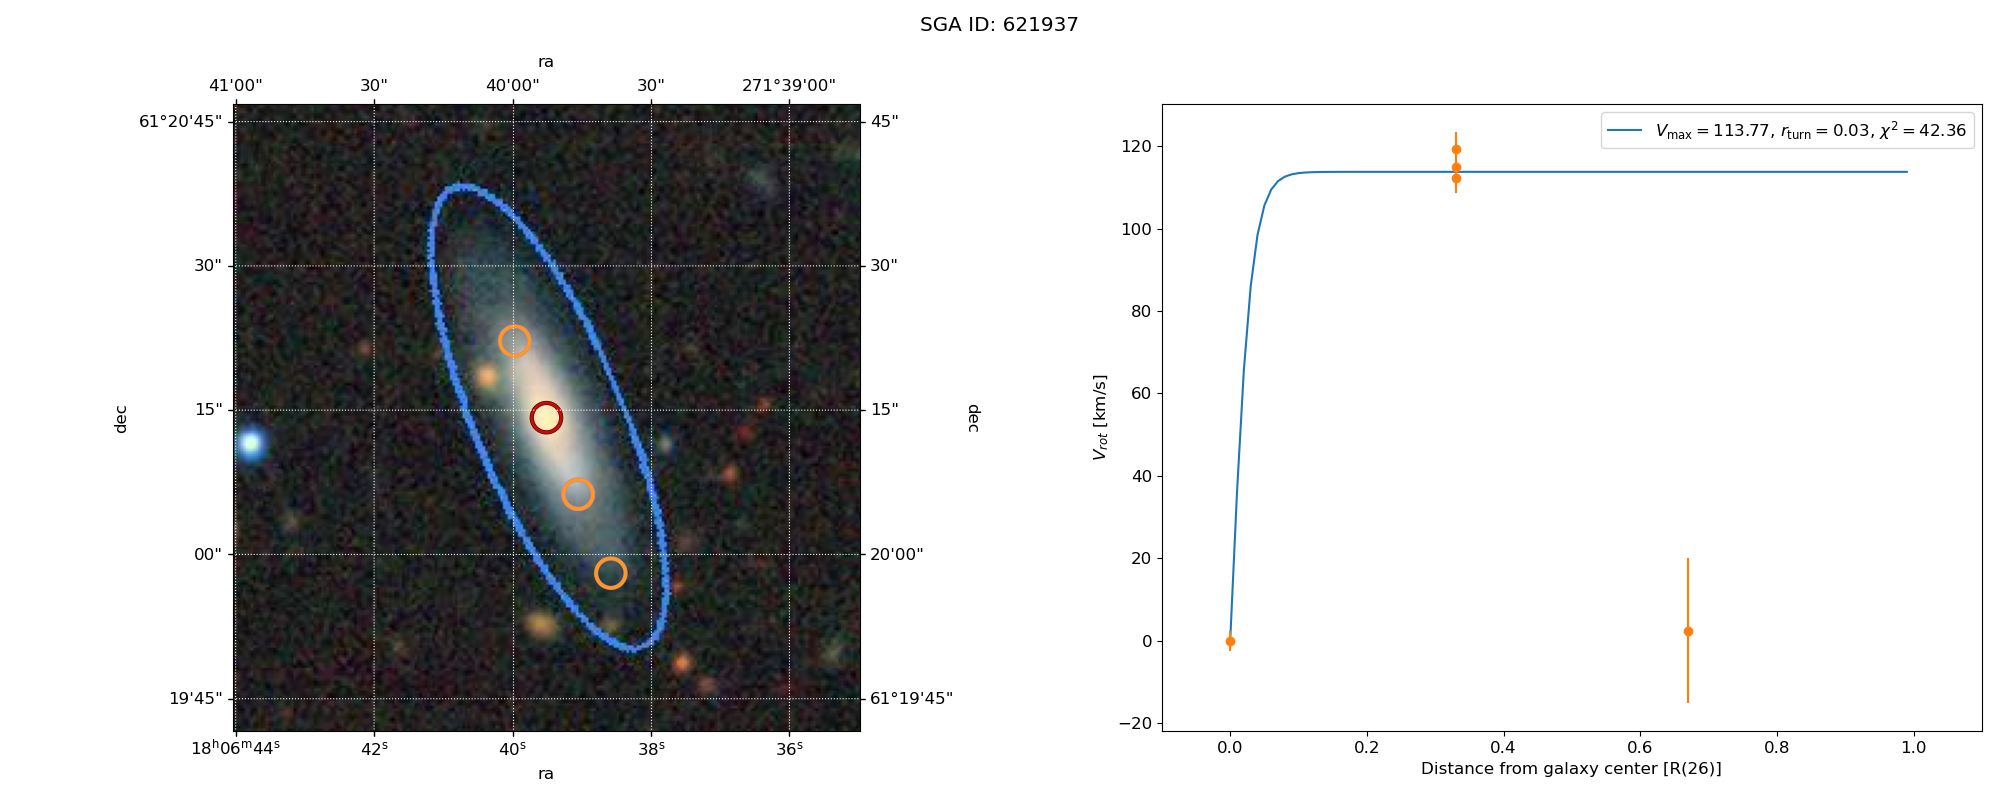 SGA ID: 621937
ra
41'00" 30" 40'00" 30" 271°39'00"
61°20'45" 45"
30" 30"
15" 15"
00" 20'00"
19'45" 61°19'45"
dec
dec
18h06m44s 42s 40s 38s 36s
ra
Vmax = 113.77, rturn = 0.03, χ² = 42.36
Vrot [km/s]
120
100
80
60
40
20
0
−20
0.0 0.2 0.4 0.6 0.8 1.0
Distance from galaxy center [R(26)]